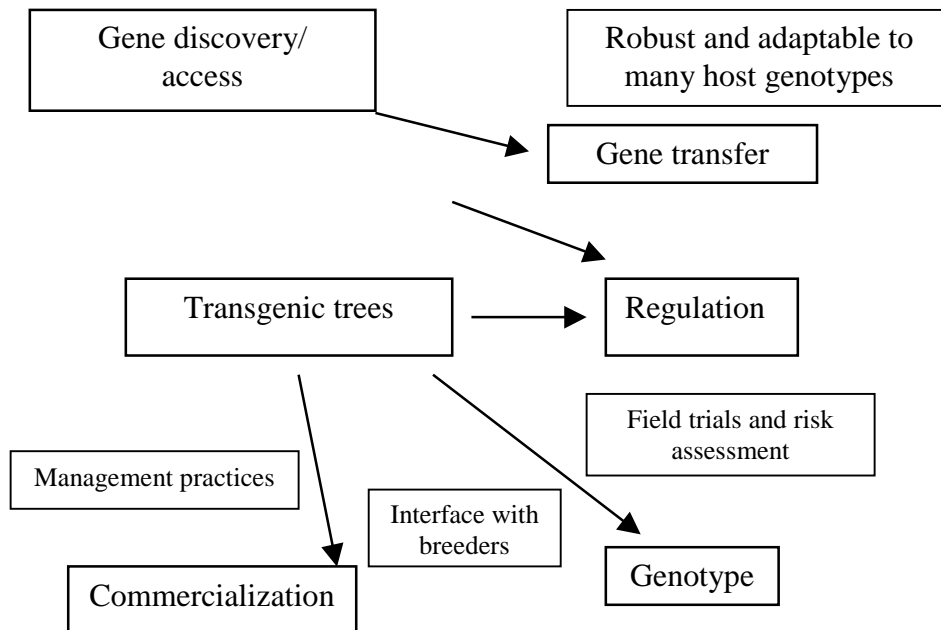 Gene discovery/
access
Robust and adaptable to
many host genotypes
Gene transfer
Transgenic trees
Regulation
Field trials and risk
assessment
Management practices
Interface with
breeders
Genotype
Commercialization